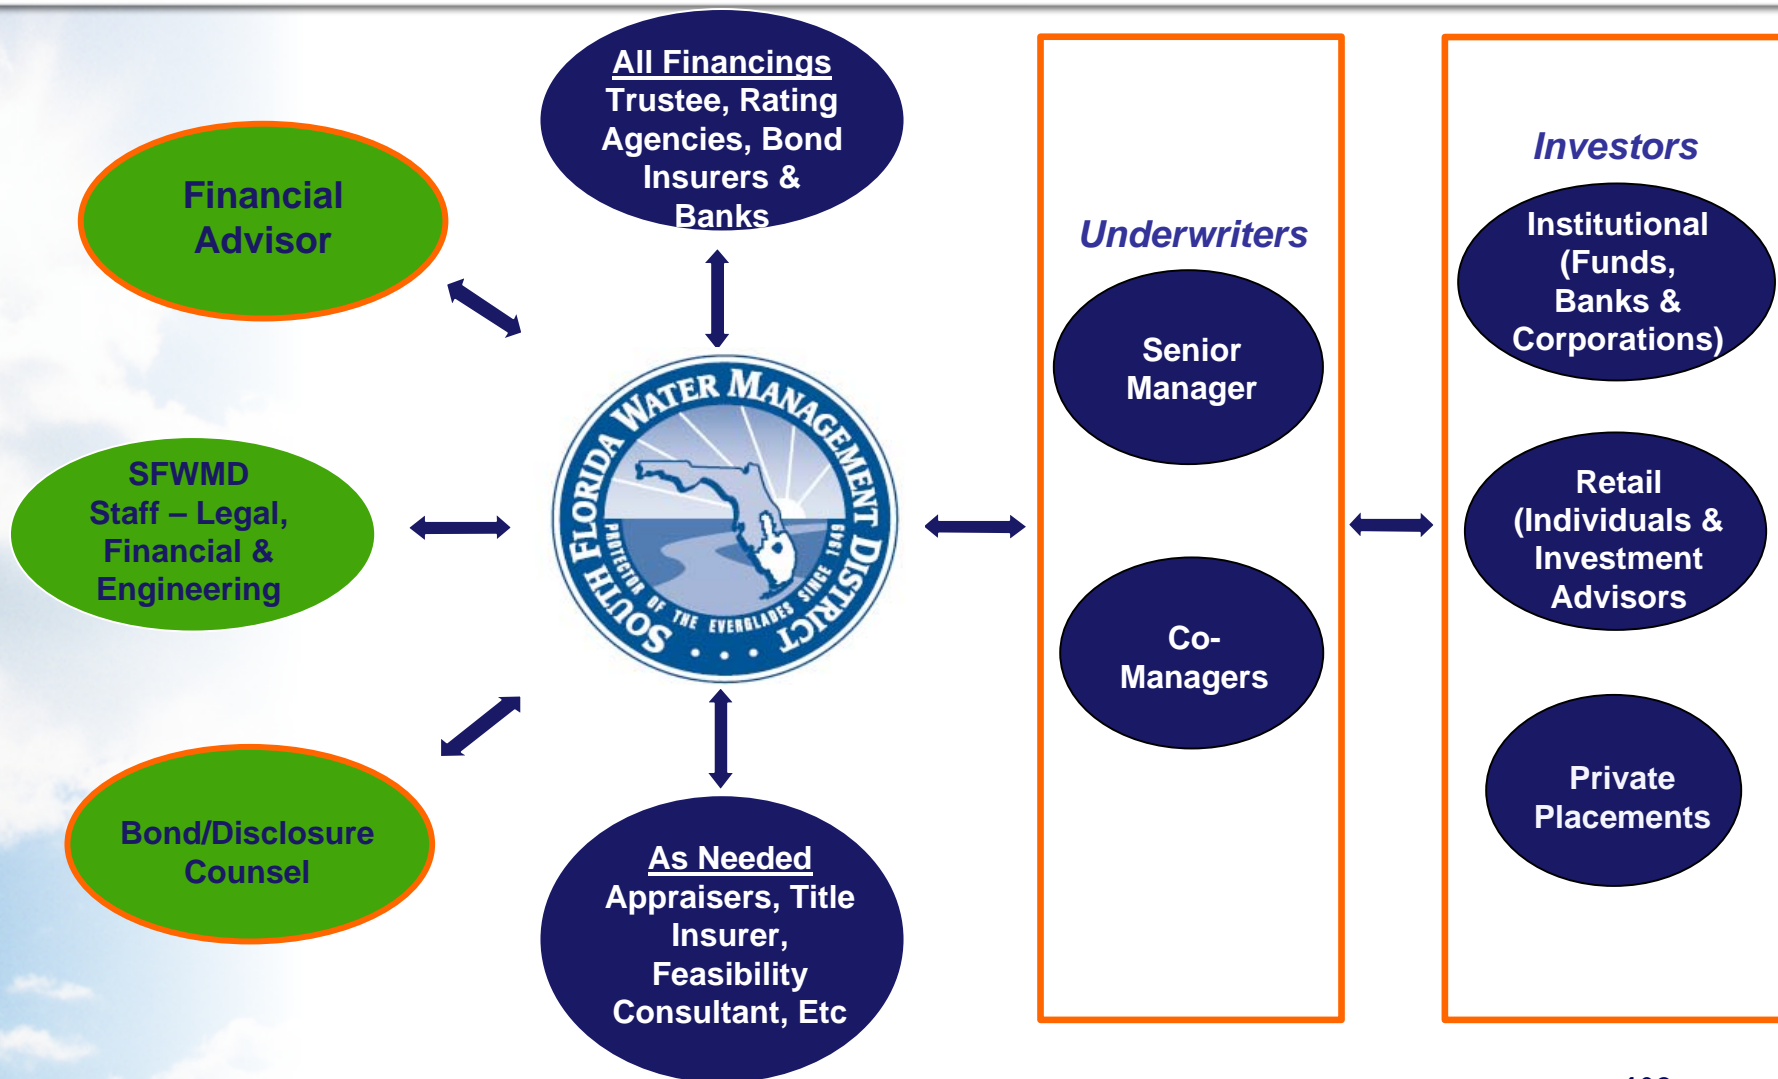 All Financings
Trustee, Rating
Agencies, Bond
Insurers &
Banks
Financial
Advisor
SFWMD
Staff – Legal,
Financial &
Engineering
Bond/Disclosure
Counsel
SOUTH FLORIDA WATER MANAGEMENT DISTRICT
PROTECTOR OF THE EVERGLADES SINCE 1949
As Needed
Appraisers, Title
Insurer,
Feasibility
Consultant, Etc
Underwriters
Senior
Manager
Co-
Managers
Investors
Institutional
(Funds,
Banks &
Corporations)
Retail
(Individuals &
Investment
Advisors
Private
Placements